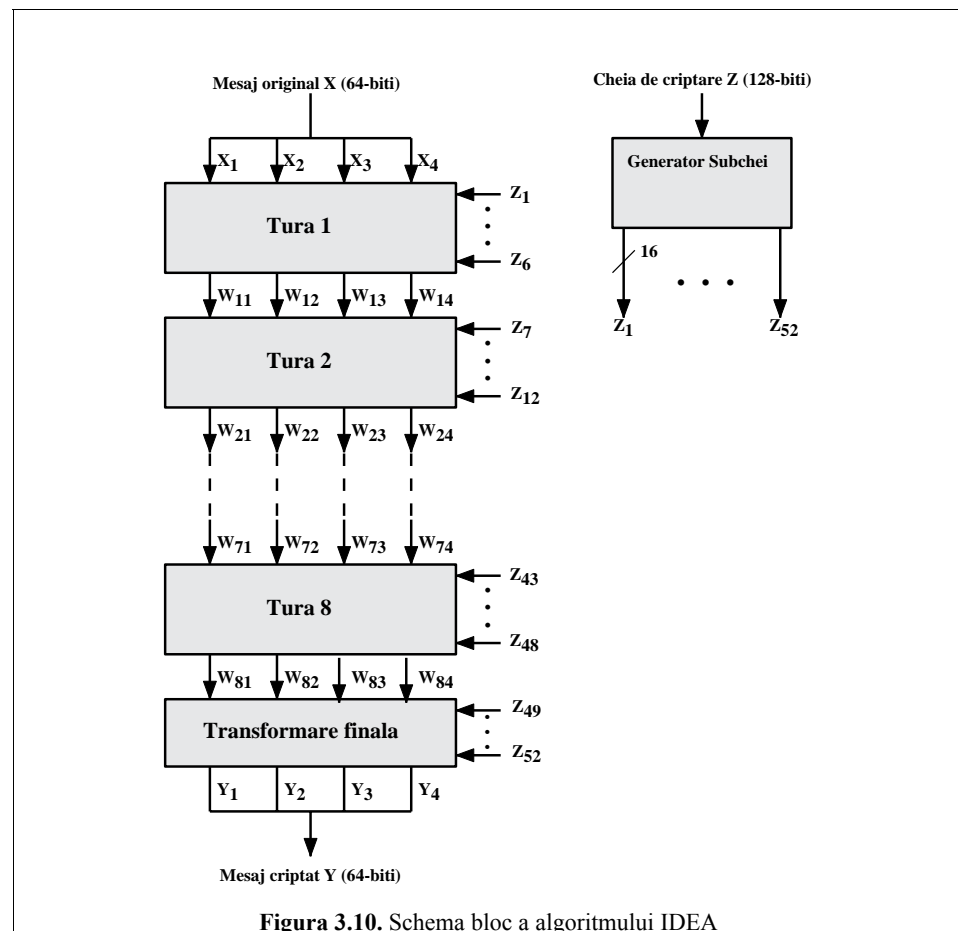 Mesaj original X (64-biti)
Cheia de criptare Z (128-biti)
X1 X2 X3 X4
Generator Subchei
Tura 1
Z1
Z6
16
W11 W12 W13 W14
Z1 Z52
Tura 2
Z7
Z12
W21 W22 W23 W24
W71 W72 W73 W74
Tura 8
Z43
Z48
W81 W82 W83 W84
Transformare finala
Z49
Z52
Y1 Y2 Y3 Y4
Mesaj criptat Y (64-biti)
Figura 3.10. Schema bloc a algoritmului IDEA